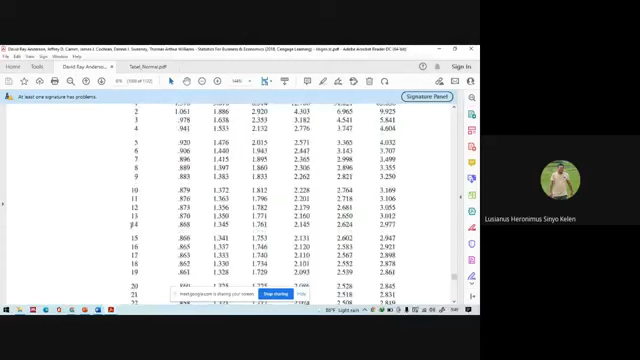 David Ray Anderson, Jeffrey D. Camm, James J. Cochran, Dennis J. Sweeney, Thomas Arthur Williams - Statistics For Business & Economics (2018, Cengage Learning) - libgen.lc.pdf - Adobe Acrobat Reader DC (64-bit)
File Edit View Sign Window Help
Home Tools David Ray Anderson... Tabel_Normal.pdf Sign In
144%
At least one signature has problems.
Signature Panel
2 1.061 1.886 2.920 4.303 6.965 9.925
3 .978 1.638 2.353 3.182 4.541 5.841
4 .941 1.533 2.132 2.776 3.747 4.604
5 .920 1.476 2.015 2.571 3.365 4.032
6 .906 1.440 1.943 2.447 3.143 3.707
7 .896 1.415 1.895 2.365 2.998 3.499
8 .889 1.397 1.860 2.306 2.896 3.355
9 .883 1.383 1.833 2.262 2.821 3.250
10 .879 1.372 1.812 2.228 2.764 3.169
11 .876 1.363 1.796 2.201 2.718 3.106
12 .873 1.356 1.782 2.179 2.681 3.055
13 .870 1.350 1.771 2.160 2.650 3.012
14 .868 1.345 1.761 2.145 2.624 2.977
15 .866 1.341 1.753 2.131 2.602 2.947
16 .865 1.337 1.746 2.120 2.583 2.921
17 .863 1.333 1.740 2.110 2.567 2.898
18 .862 1.330 1.734 2.101 2.552 2.878
19 .861 1.328 1.729 2.093 2.539 2.861
20 .860 1.325 1.725 2.086 2.528 2.845
21 2.518 2.831
22 2.819
meet.google.com is sharing your screen. Stop sharing Hide
88°F Light rain
Lusianus Heronimus Sinyo Kelen